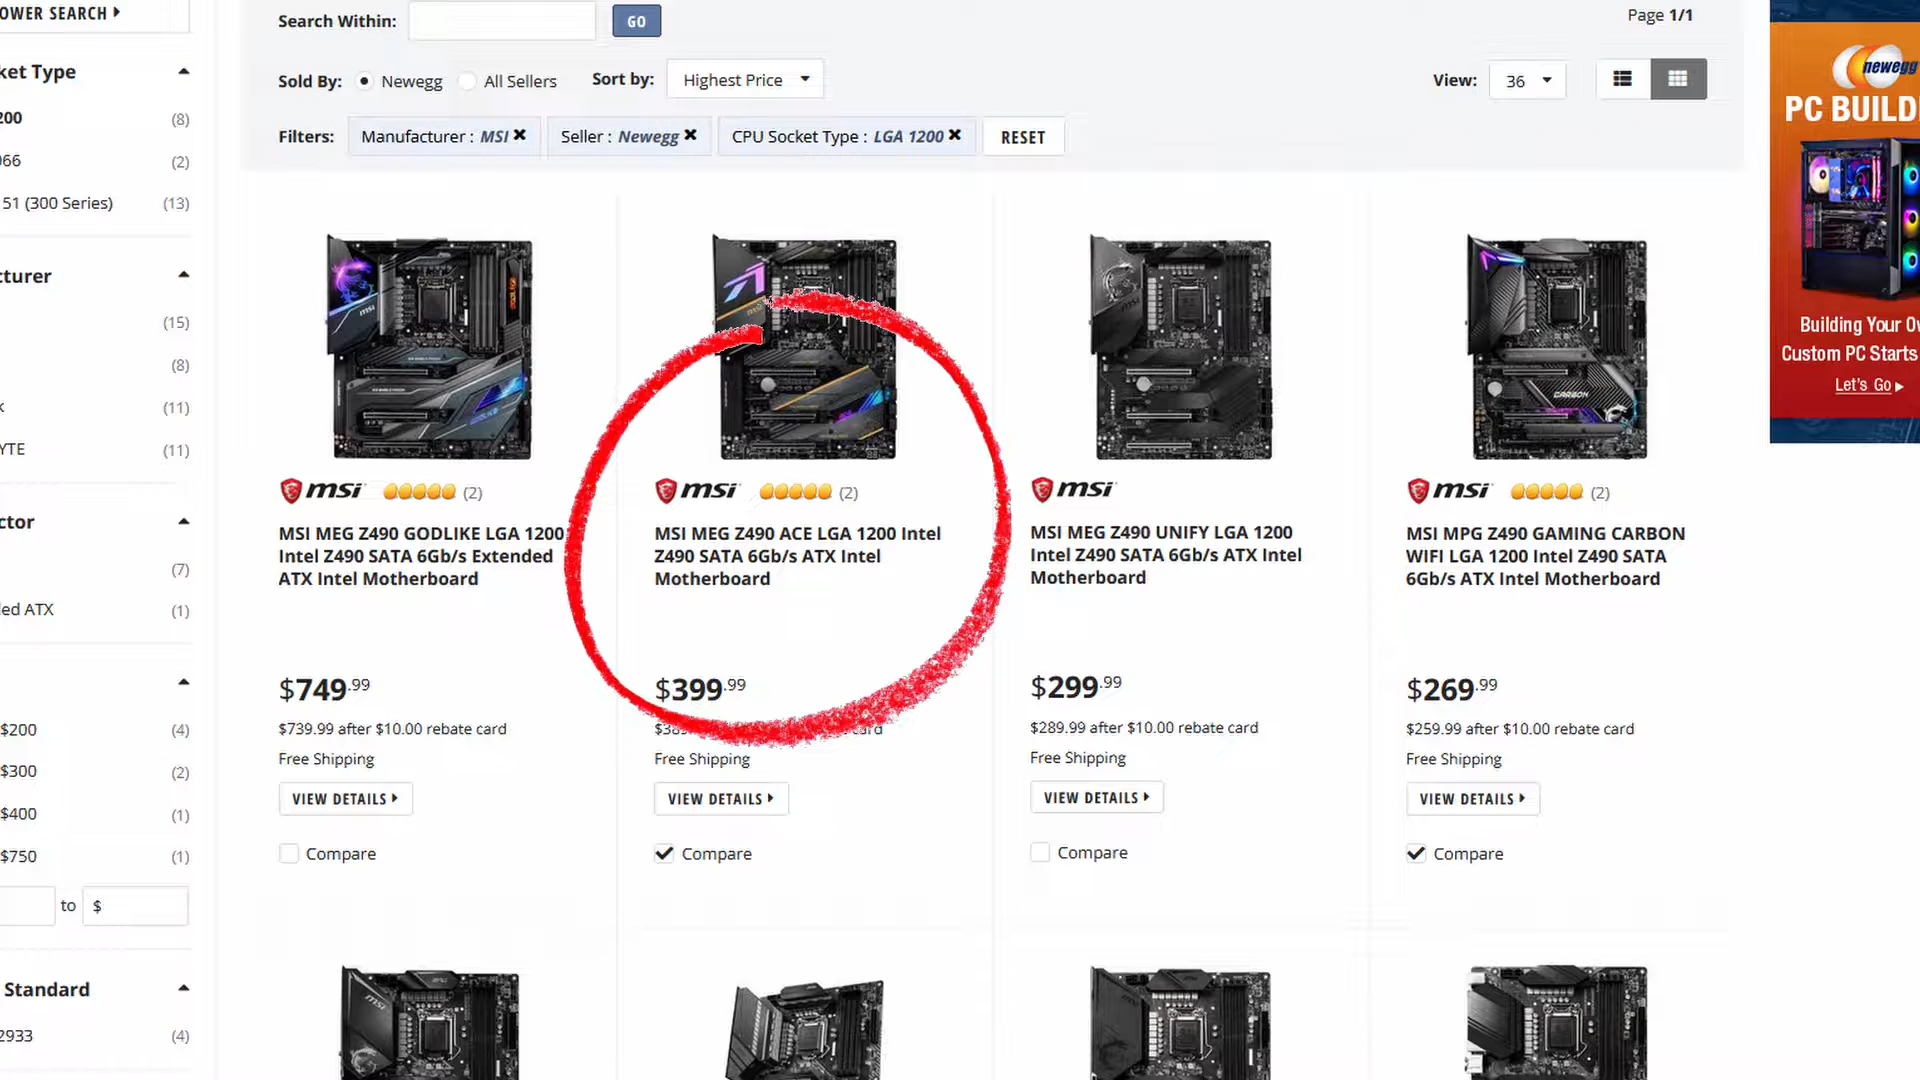 OWER SEARCH
Search Within:
GO
Page 1/1
Sold By: Newegg All Sellers Sort by: Highest Price
View: 36
Filters: Manufacturer : MSI Seller : Newegg CPU Socket Type : LGA 1200 RESET
ket Type
200 (8)
066 (2)
51 (300 Series) (13)
cturer
(15)
(8)
k (11)
YTE (11)
ctor
(7)
ded ATX (1)
$200 (4)
$300 (2)
$400 (1)
$750 (1)
to $
Standard
2933 (4)
msi (2)
MSI MEG Z490 GODLIKE LGA 1200
Intel Z490 SATA 6Gb/s Extended
ATX Intel Motherboard
$749.99
$739.99 after $10.00 rebate card
Free Shipping
VIEW DETAILS
Compare
msi (2)
MSI MEG Z490 ACE LGA 1200 Intel
Z490 SATA 6Gb/s ATX Intel
Motherboard
$399.99
Free Shipping
VIEW DETAILS
Compare
msi
MSI MEG Z490 UNIFY LGA 1200
Intel Z490 SATA 6Gb/s ATX Intel
Motherboard
$299.99
$289.99 after $10.00 rebate card
Free Shipping
VIEW DETAILS
Compare
CARBON
msi (2)
MSI MPG Z490 GAMING CARBON
WIFI LGA 1200 Intel Z490 SATA
6Gb/s ATX Intel Motherboard
$269.99
$259.99 after $10.00 rebate card
Free Shipping
VIEW DETAILS
Compare
newegg
PC BUILD
Building Your Ow
Custom PC Starts
Let's Go